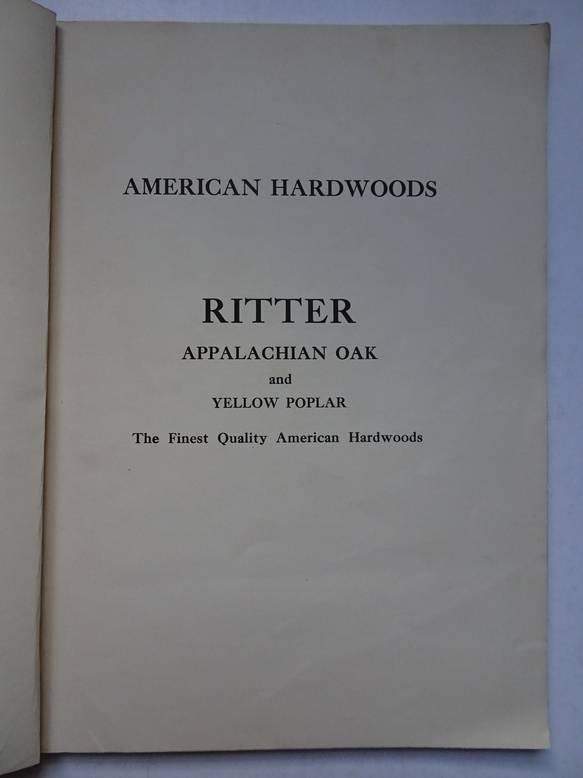 AMERICAN HARDWOODS
RITTER
APPALACHIAN OAK
and
YELLOW POPLAR
The Finest Quality American Hardwoods